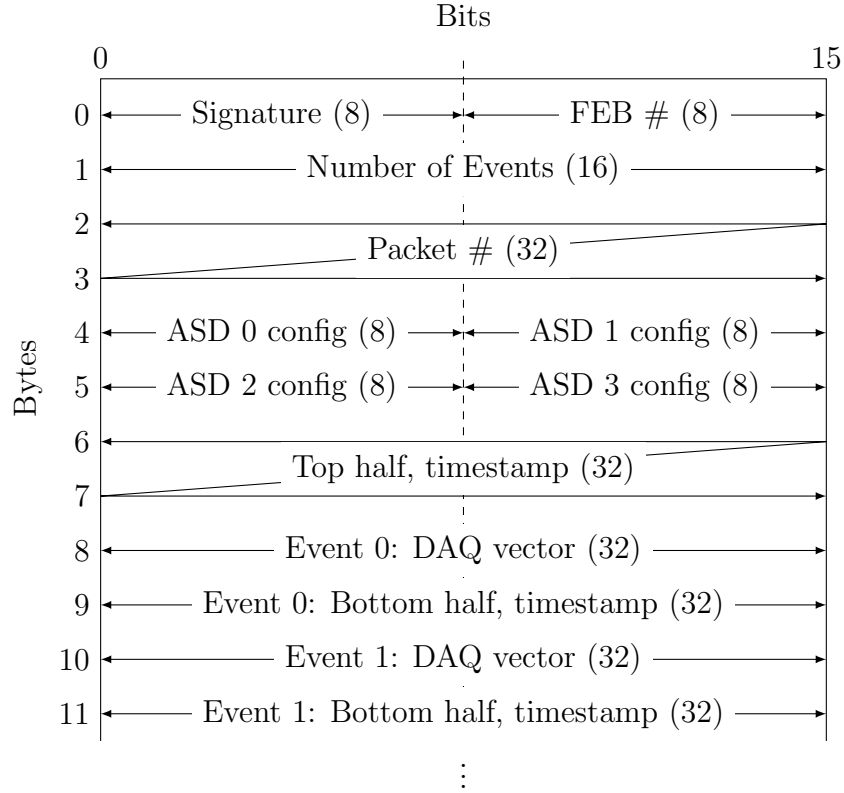 Bits
0 15
0 Signature (8) FEB # (8)
1 Number of Events (16)
2
Packet # (32)
3
4 ASD 0 config (8) ASD 1 config (8)
Bytes
5 ASD 2 config (8) ASD 3 config (8)
6
Top half, timestamp (32)
7
8 Event 0: DAQ vector (32)
9 Event 0: Bottom half, timestamp (32)
10 Event 1: DAQ vector (32)
11 Event 1: Bottom half, timestamp (32)
⋮